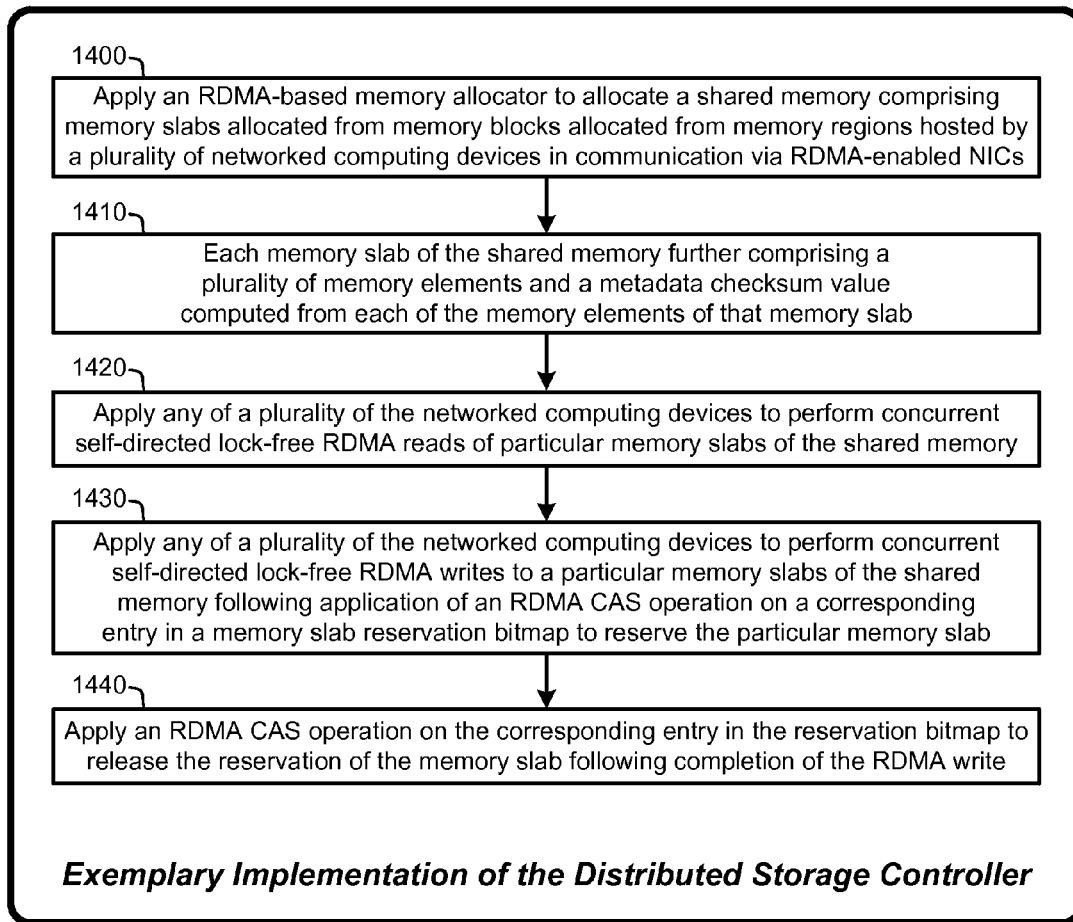 1400
Apply an RDMA-based memory allocator to allocate a shared memory comprising
memory slabs allocated from memory blocks allocated from memory regions hosted by
a plurality of networked computing devices in communication via RDMA-enabled NICs
1410
Each memory slab of the shared memory further comprising a
plurality of memory elements and a metadata checksum value
computed from each of the memory elements of that memory slab
1420
Apply any of a plurality of the networked computing devices to perform concurrent
self-directed lock-free RDMA reads of particular memory slabs of the shared memory
1430
Apply any of a plurality of the networked computing devices to perform concurrent
self-directed lock-free RDMA writes to a particular memory slabs of the shared
memory following application of an RDMA CAS operation on a corresponding
entry in a memory slab reservation bitmap to reserve the particular memory slab
1440
Apply an RDMA CAS operation on the corresponding entry in the reservation bitmap to
release the reservation of the memory slab following completion of the RDMA write
Exemplary Implementation of the Distributed Storage Controller